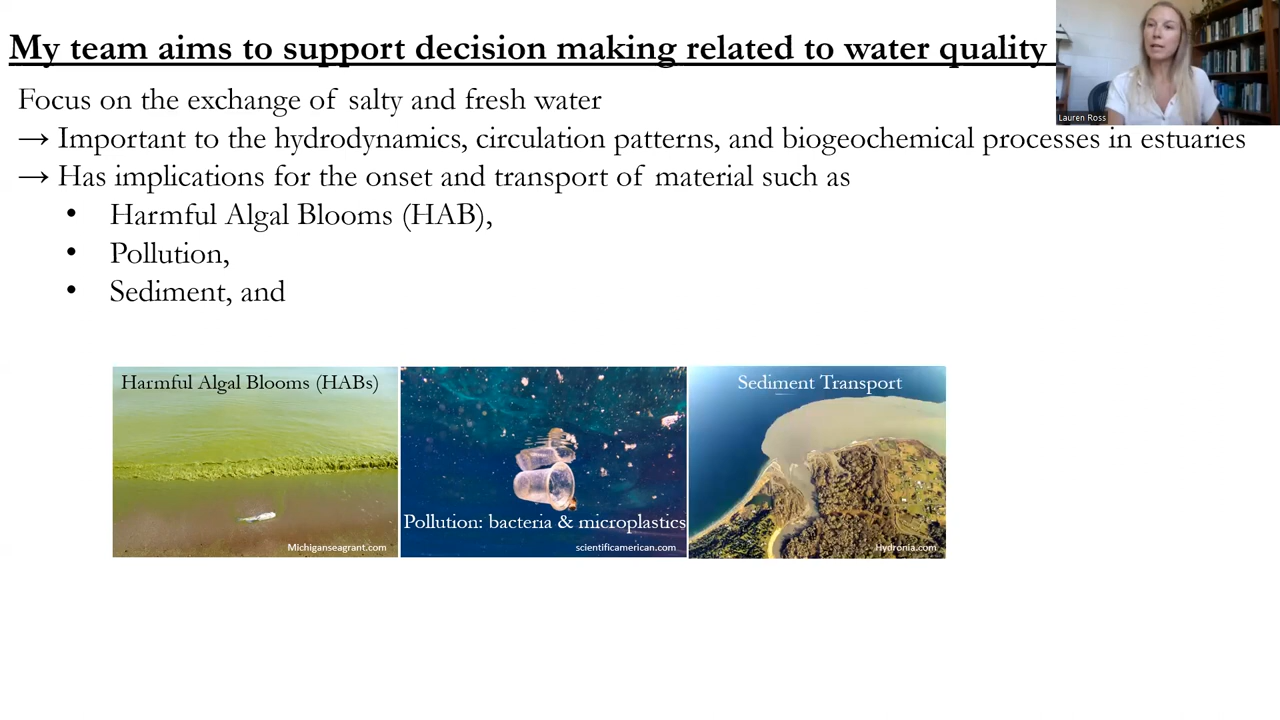 My team aims to support decision making related to water quality
Lauren Ross
Focus on the exchange of salty and fresh water
→ Important to the hydrodynamics, circulation patterns, and biogeochemical processes in estuaries
→ Has implications for the onset and transport of material such as
• Harmful Algal Blooms (HAB),
• Pollution,
• Sediment, and
Harmful Algal Blooms (HABs)
Michiganseagrant.com
Pollution: bacteria & microplastics
scientificamerican.com
Sediment Transport
Hydronia.com